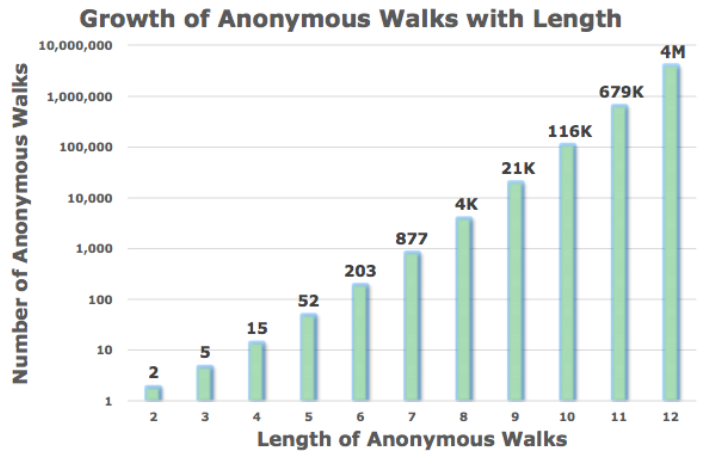 Growth of Anonymous Walks with Length
Number of Anonymous Walks
10,000,000
1,000,000
100,000
10,000
1,000
100
10
1
2
5
15
52
203
877
4K
21K
116K
679K
4M
2 3 4 5 6 7 8 9 10 11 12
Length of Anonymous Walks